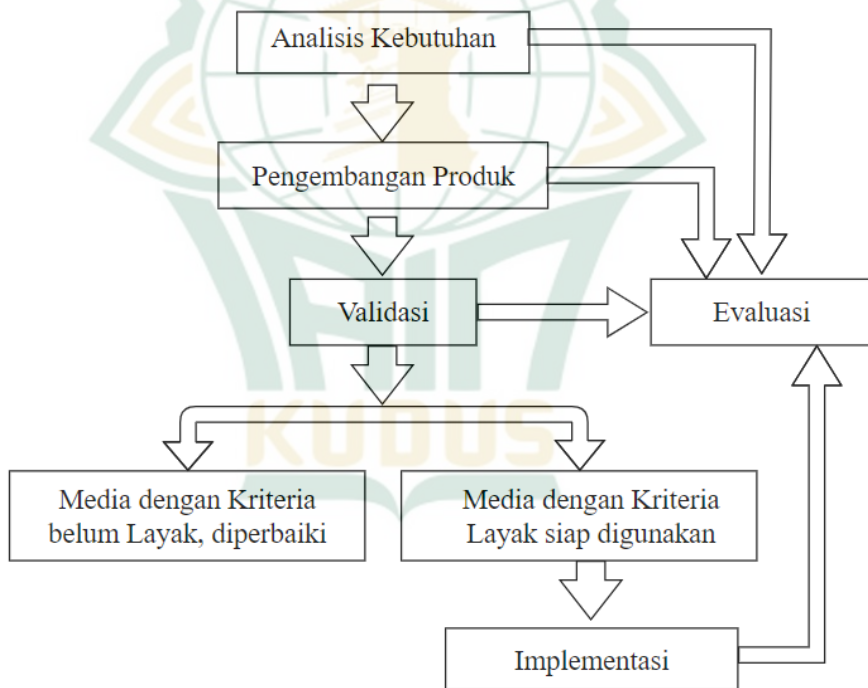 Analisis Kebutuhan
Pengembangan Produk
Validasi
Evaluasi
Media dengan Kriteria
belum Layak, diperbaiki
Media dengan Kriteria
Layak siap digunakan
Implementasi
IAIN
KUDUS